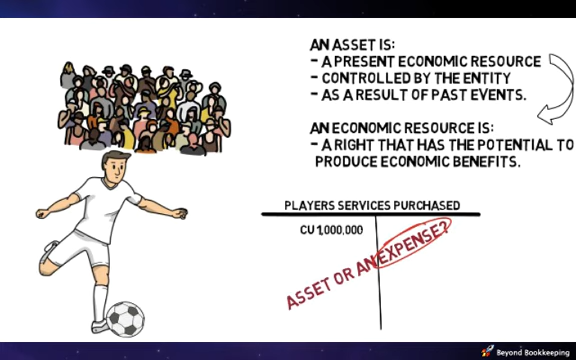 AN ASSET IS:
- A PRESENT ECONOMIC RESOURCE
- CONTROLLED BY THE ENTITY
- AS A RESULT OF PAST EVENTS.
AN ECONOMIC RESOURCE IS:
- A RIGHT THAT HAS THE POTENTIAL TO
PRODUCE ECONOMIC BENEFITS.
PLAYERS SERVICES PURCHASED
CU 1,000,000
ASSET OR AN EXPENSE?
Beyond Bookkeeping